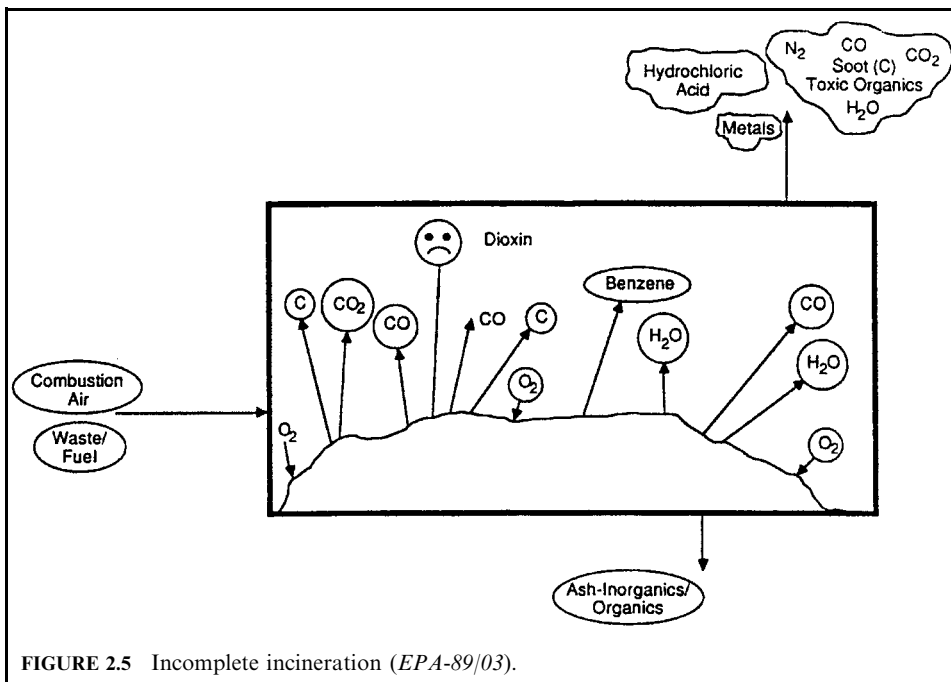 N₂
CO
CO₂
Soot (C)
Toxic Organics
H₂O
Hydrochloric
Acid
Metals
Dioxin
C
CO₂
CO
CO
C
Benzene
H₂O
CO
H₂O
O₂
O₂
O₂
Combustion
Air
Waste/
Fuel
Ash-Inorganics/
Organics
FIGURE 2.5 Incomplete incineration (EPA-89/03).